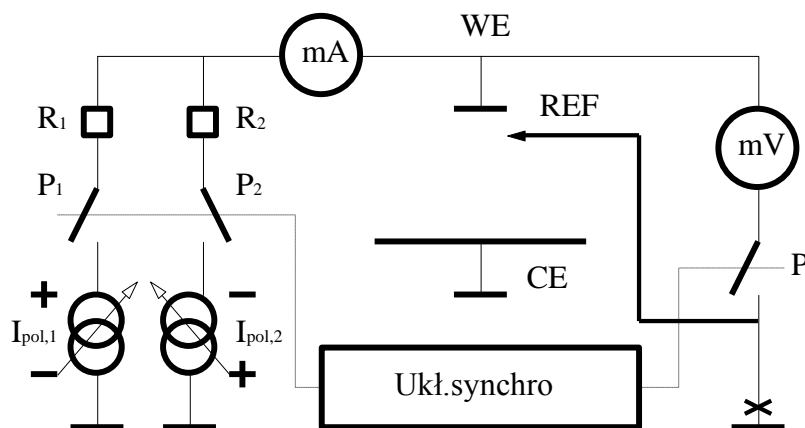 WE
mA
R1
R2
REF
mV
P1
P2
P
CE
+
−
Ipol,1
Ipol,2
−
+
Ukł.synchro